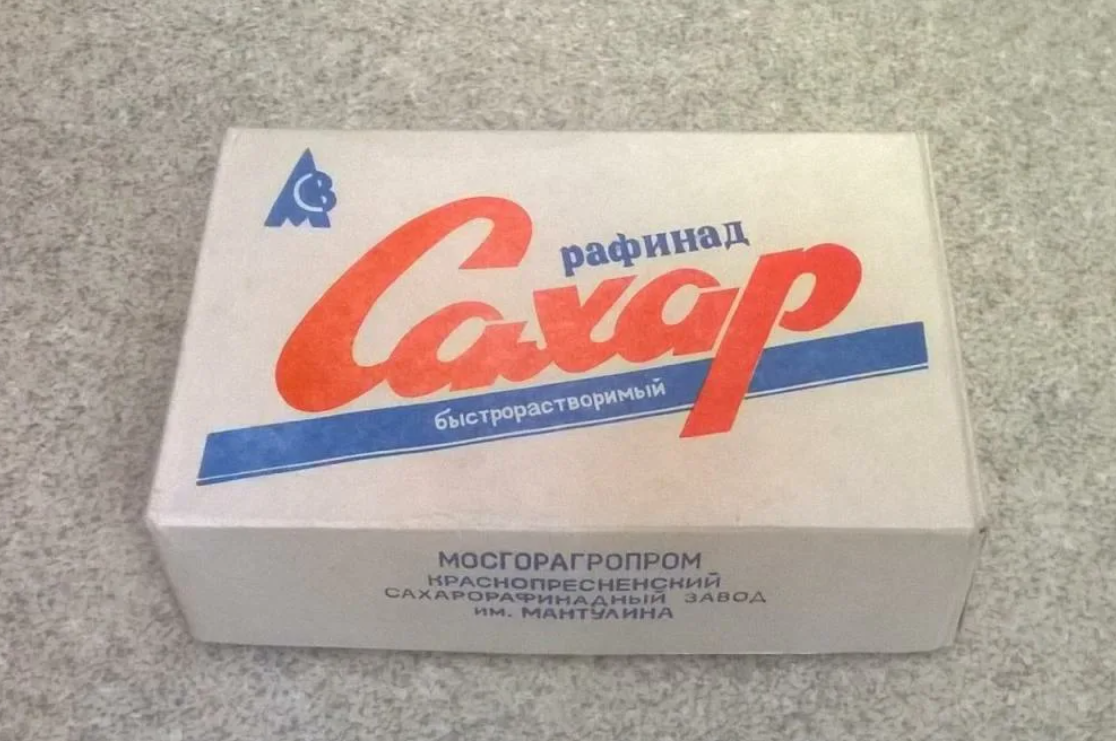 рафинад
Сахар
быстрорастворимый
МОСГОРАГРОПРОМ
КРАСНОПРЕСНЕНСКИЙ
САХАРОРАФИНАДНЫЙ ЗАВОД
им. МАНТУЛИНА